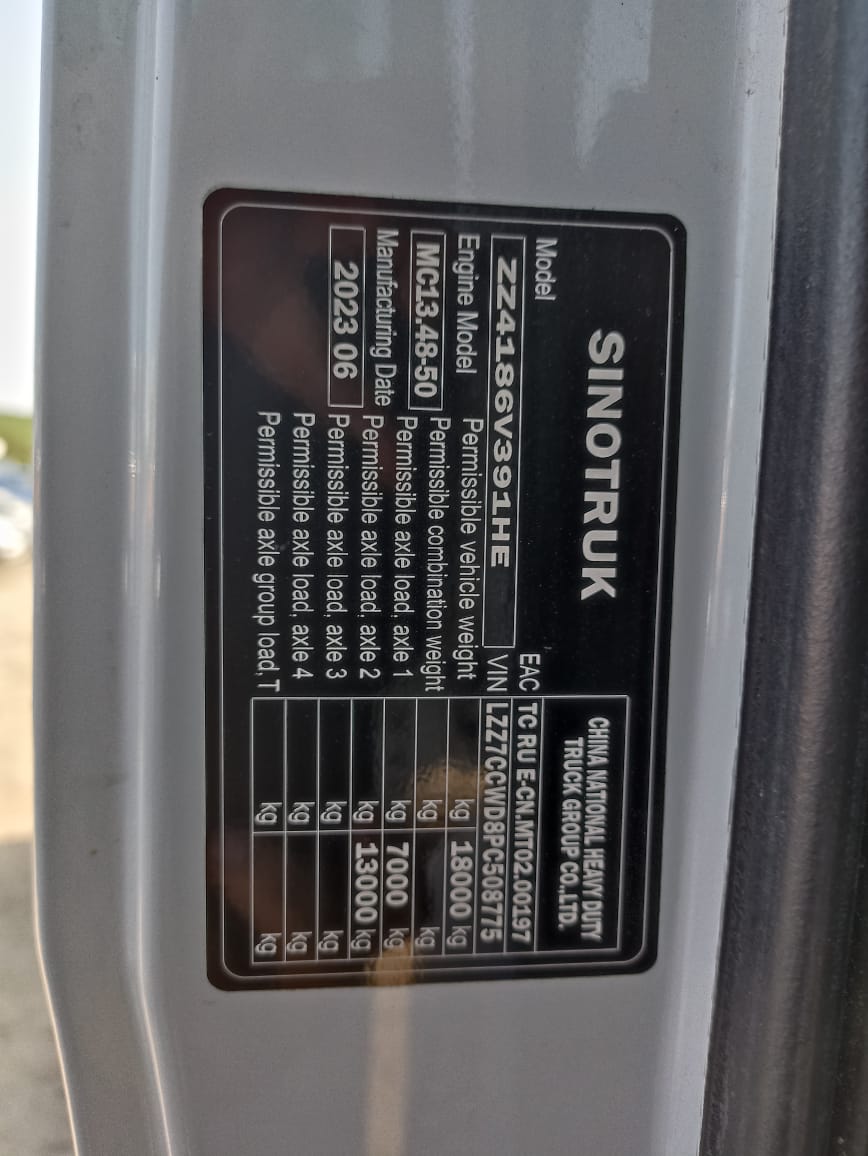 SINOTRUK
CHINA NATIONAL HEAVY DUTY
TRUCK GROUP CO.,LTD.
Model
ZZ4186V391HE
EAC TC RU E-CN.MT02.00197
VIN LZZ7CCWD8PC508775
Engine Model
MC13.48-50
Manufacturing Date
2023 06
Permissible vehicle weight kg 18000 kg
Permissible combination weight kg kg
Permissible axle load, axle 1 kg 7000 kg
Permissible axle load, axle 2 kg 13000 kg
Permissible axle load, axle 3 kg kg
Permissible axle load, axle 4 kg kg
Permissible axle group load, T kg kg